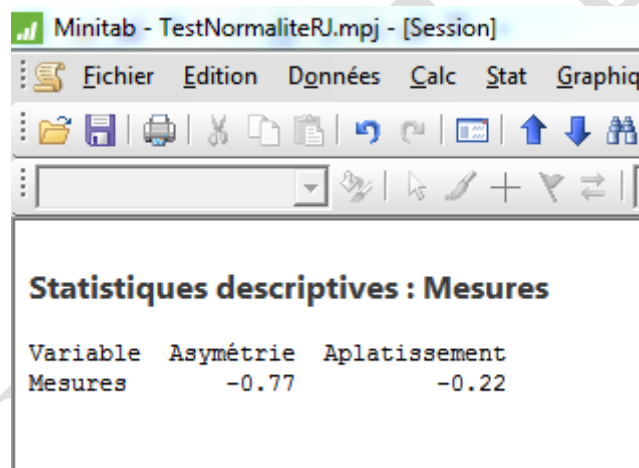 Minitab - TestNormaliteRJ.mpj - [Session]
Fichier Edition Données Calc Stat Graphiq
Statistiques descriptives : Mesures
Variable Asymétrie Aplatissement
Mesures -0.77 -0.22